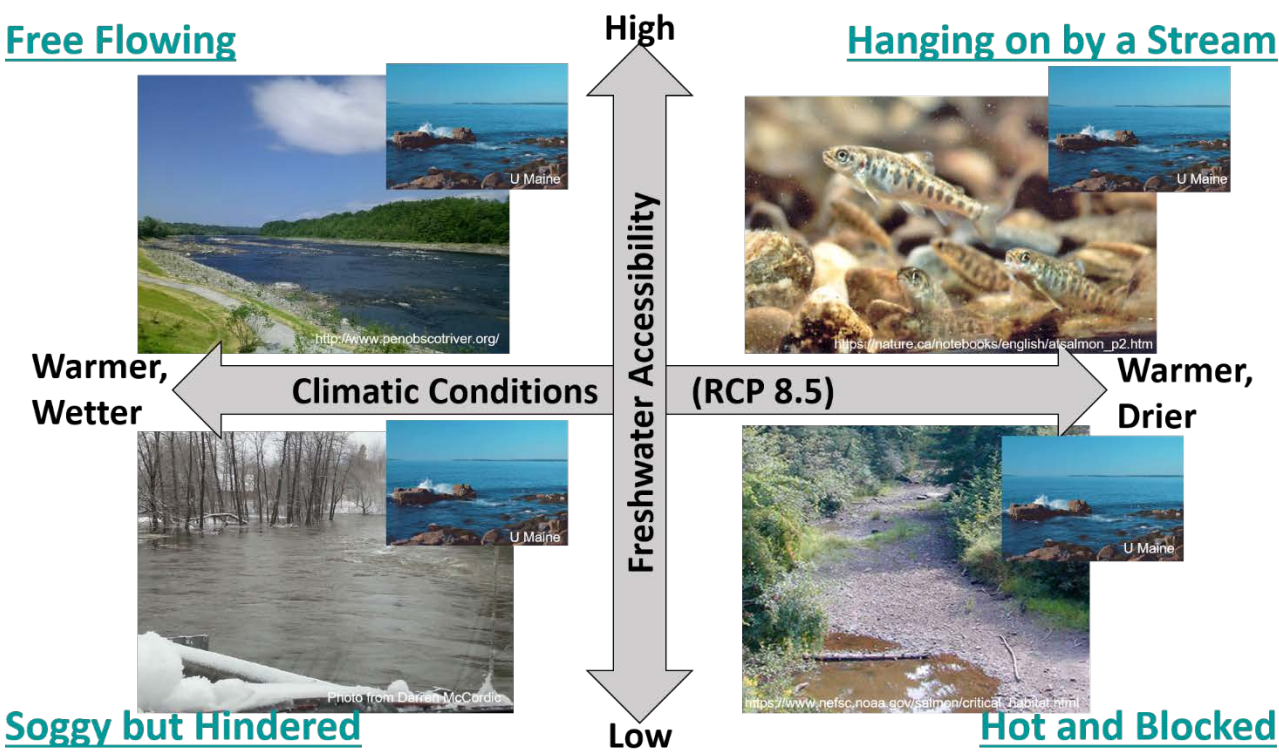 High
Free Flowing
Hanging on by a Stream
U Maine
U Maine
http://www.penobscotriver.org/
https://nature.ca/notebooks/english/atsalmon_p2.htm
Freshwater Accessibility
Warmer,
Wetter
Climatic Conditions (RCP 8.5)
Warmer,
Drier
U Maine
U Maine
Photo from Darren McCordic
https://www.nefsc.noaa.gov/salmon/critical_habitat.html
Soggy but Hindered
Low
Hot and Blocked